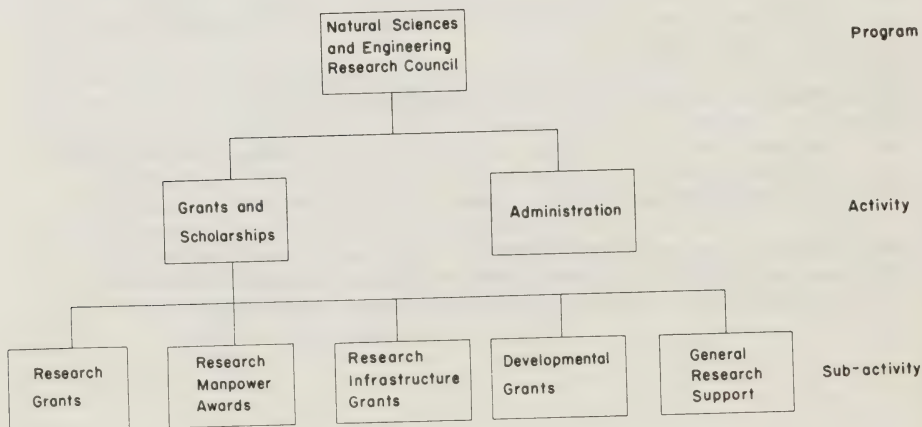 Natural Sciences
and Engineering
Research Council
Program
Grants and
Scholarships
Administration
Activity
Research
Grants
Research
Manpower
Awards
Research
Infrastructure
Grants
Developmental
Grants
General
Research
Support
Sub-activity